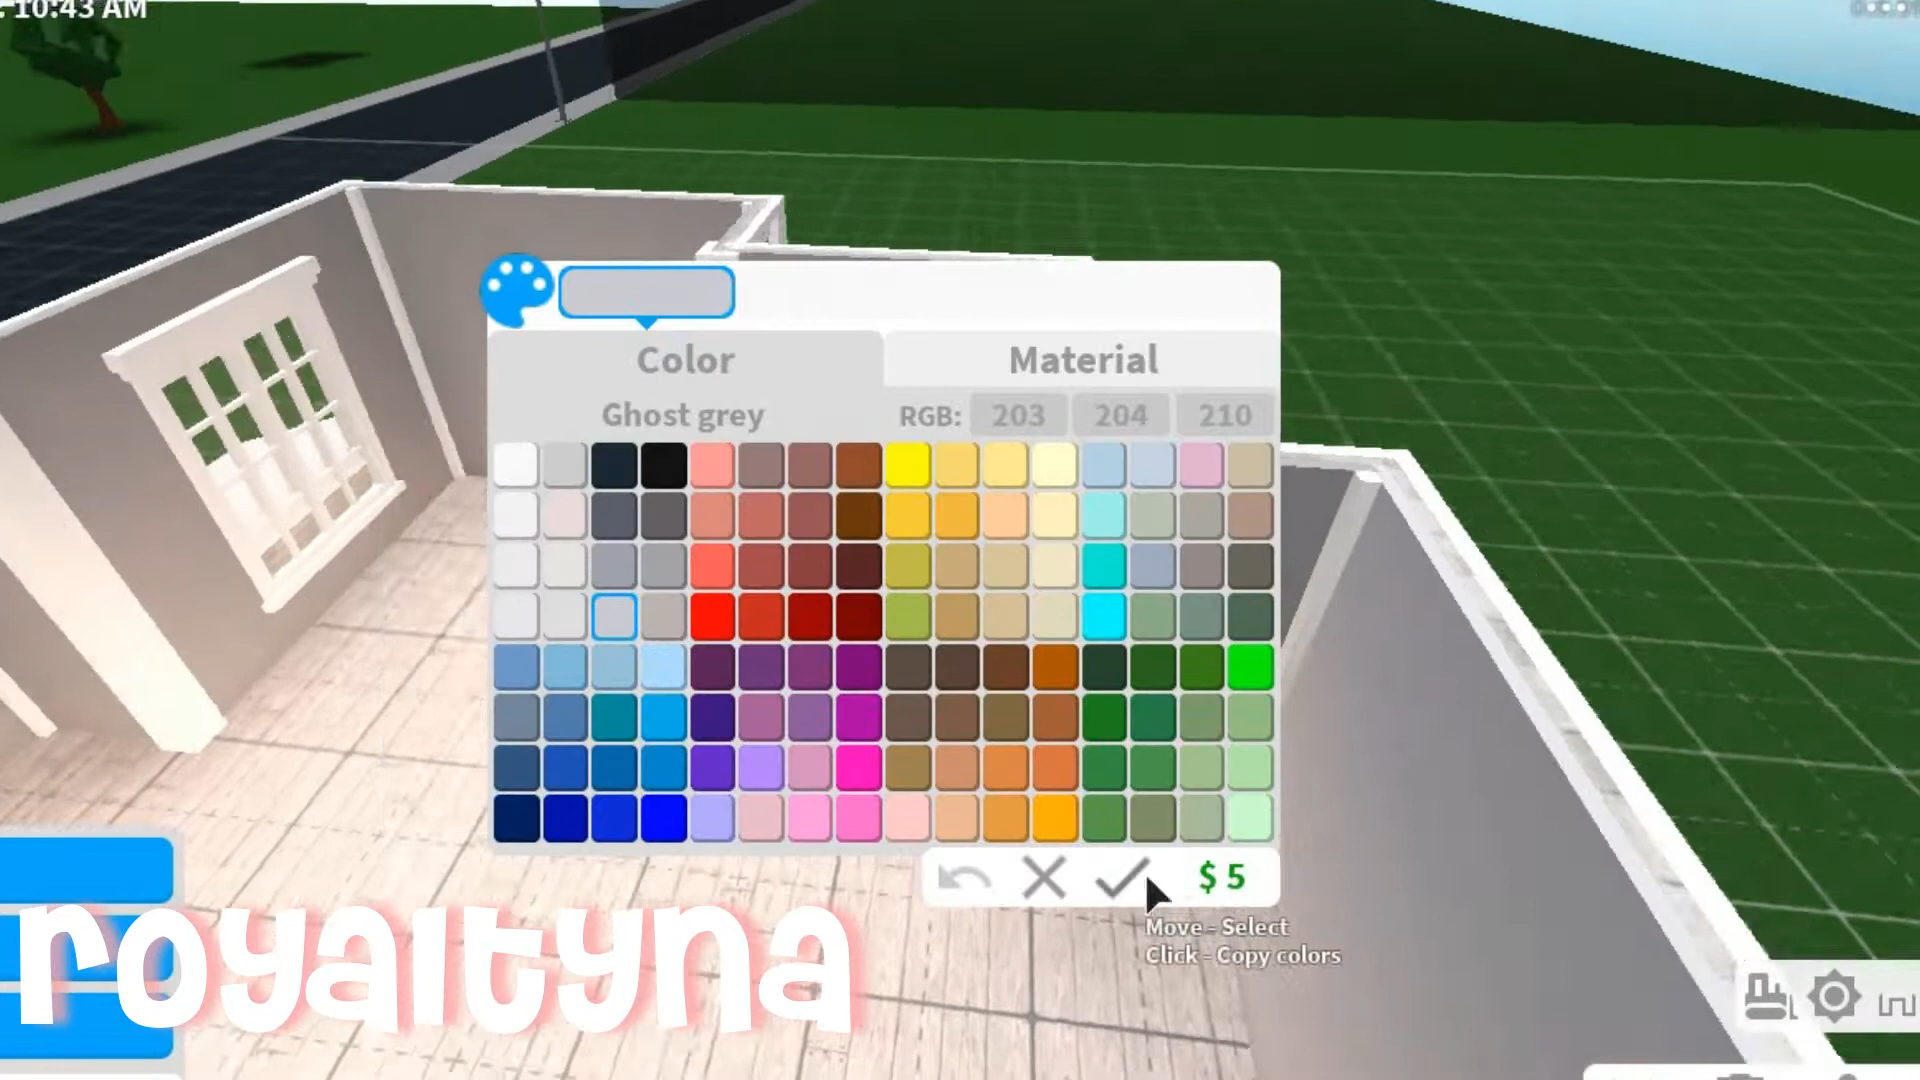 : 10:43 AM
Color
Material
Ghost grey
RGB: 203 204 210
$ 5
Move - Select
Click - Copy colors
royaltyna